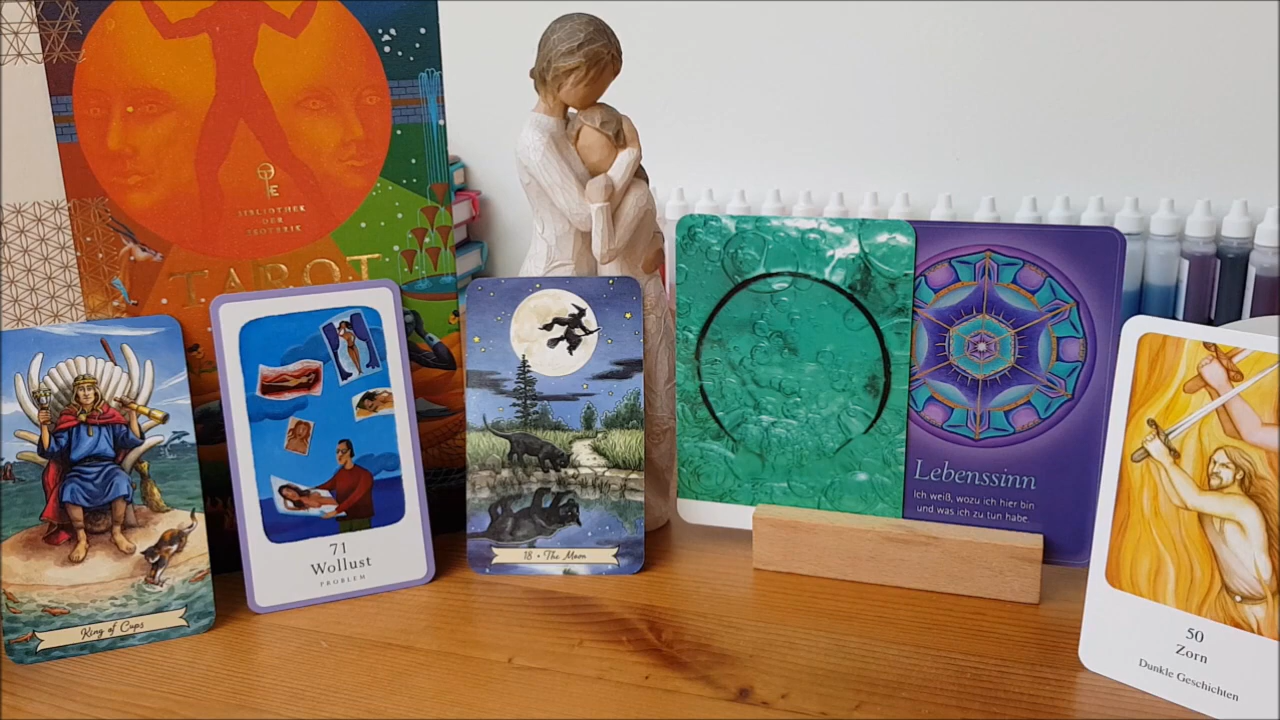 BIBLIOTHEK
DER
ESOTERIK
TAROT
King of Cups
71
Wollust
PROBLEM
18 • The Moon
Lebenssinn
Ich weiß, wozu ich hier bin
und was ich zu tun habe
50
Zorn
Dunkle Geschichten